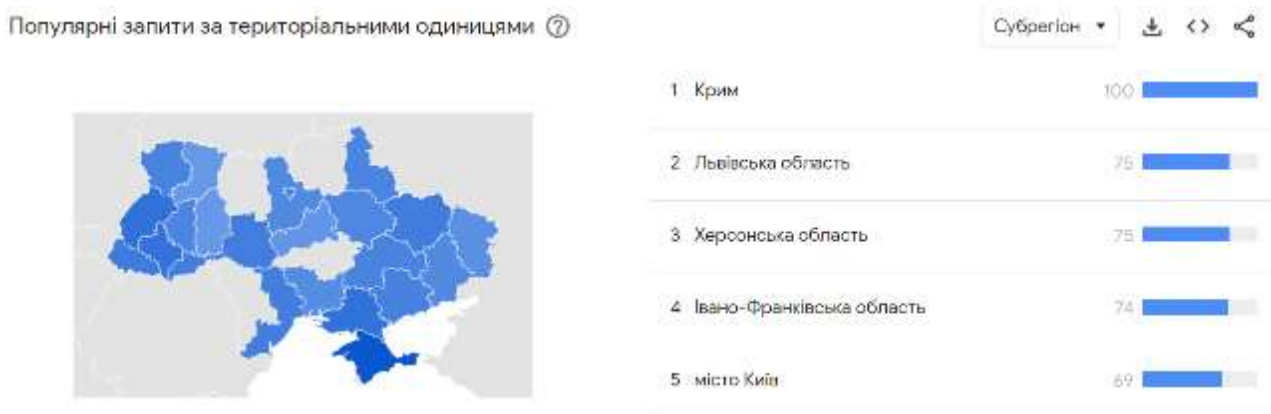 Популярні запити за територіальними одиницями
Субрегіон
1 Крим 100
2 Львівська область 75
3 Херсонська область 75
4 Івано-Франківська область 74
5 місто Київ 69